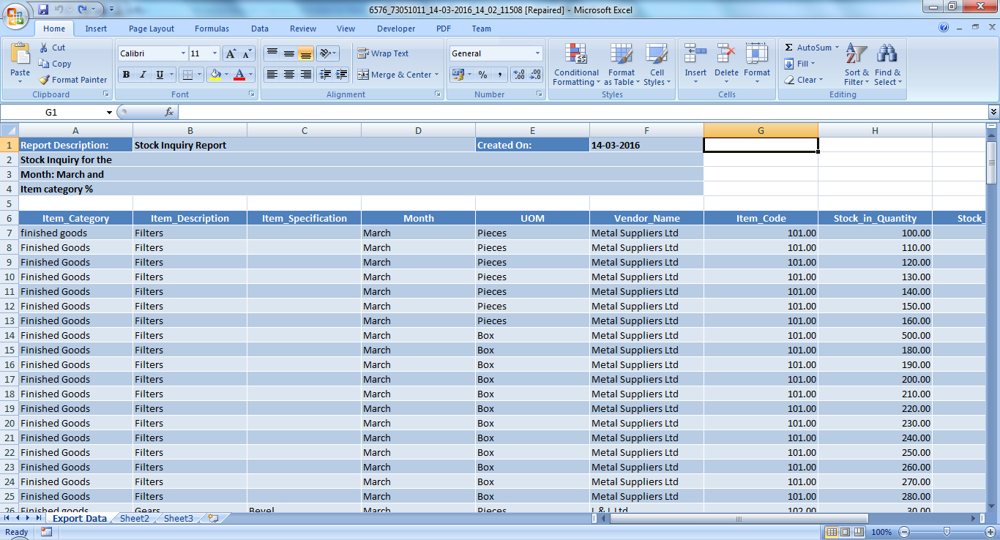 6576_73051011_14-03-2016_14_02_11508 [Repaired] - Microsoft Excel
Home Insert Page Layout Formulas Data Review View Developer PDF Team
Paste Cut Copy Format Painter Clipboard
Calibri 11 B I U A Font
Wrap Text Merge & Center Alignment
General % , .00 Number
Conditional Formatting Format as Table Cell Styles Styles
Insert Delete Format Cells
Σ AutoSum Fill Clear Sort & Filter Find & Select Editing
G1 fx
A B C D E F G H
1 Report Description: Stock Inquiry Report Created On: 14-03-2016
2 Stock Inquiry for the
3 Month: March and
4 Item category %
5
6 Item_Category Item_Description Item_Specification Month UOM Vendor_Name Item_Code Stock_in_Quantity Stock_
7 finished goods Filters March Pieces Metal Suppliers Ltd 101.00 100.00
8 Finished Goods Filters March Pieces Metal Suppliers Ltd 101.00 110.00
9 Finished Goods Filters March Pieces Metal Suppliers Ltd 101.00 120.00
10 Finished Goods Filters March Pieces Metal Suppliers Ltd 101.00 130.00
11 Finished Goods Filters March Pieces Metal Suppliers Ltd 101.00 140.00
12 Finished Goods Filters March Pieces Metal Suppliers Ltd 101.00 150.00
13 Finished Goods Filters March Pieces Metal Suppliers Ltd 101.00 160.00
14 Finished Goods Filters March Box Metal Suppliers Ltd 101.00 500.00
15 Finished Goods Filters March Box Metal Suppliers Ltd 101.00 180.00
16 Finished Goods Filters March Box Metal Suppliers Ltd 101.00 190.00
17 Finished Goods Filters March Box Metal Suppliers Ltd 101.00 200.00
18 Finished Goods Filters March Box Metal Suppliers Ltd 101.00 210.00
19 Finished Goods Filters March Box Metal Suppliers Ltd 101.00 220.00
20 Finished Goods Filters March Box Metal Suppliers Ltd 101.00 230.00
21 Finished Goods Filters March Box Metal Suppliers Ltd 101.00 240.00
22 Finished Goods Filters March Box Metal Suppliers Ltd 101.00 250.00
23 Finished Goods Filters March Box Metal Suppliers Ltd 101.00 260.00
24 Finished Goods Filters March Box Metal Suppliers Ltd 101.00 270.00
25 Finished Goods Filters March Box Metal Suppliers Ltd 101.00 280.00
26 Finished goods Gears Bevel March Pieces Ltd 102.00 30.00
Export Data Sheet2 Sheet3
Ready 100%